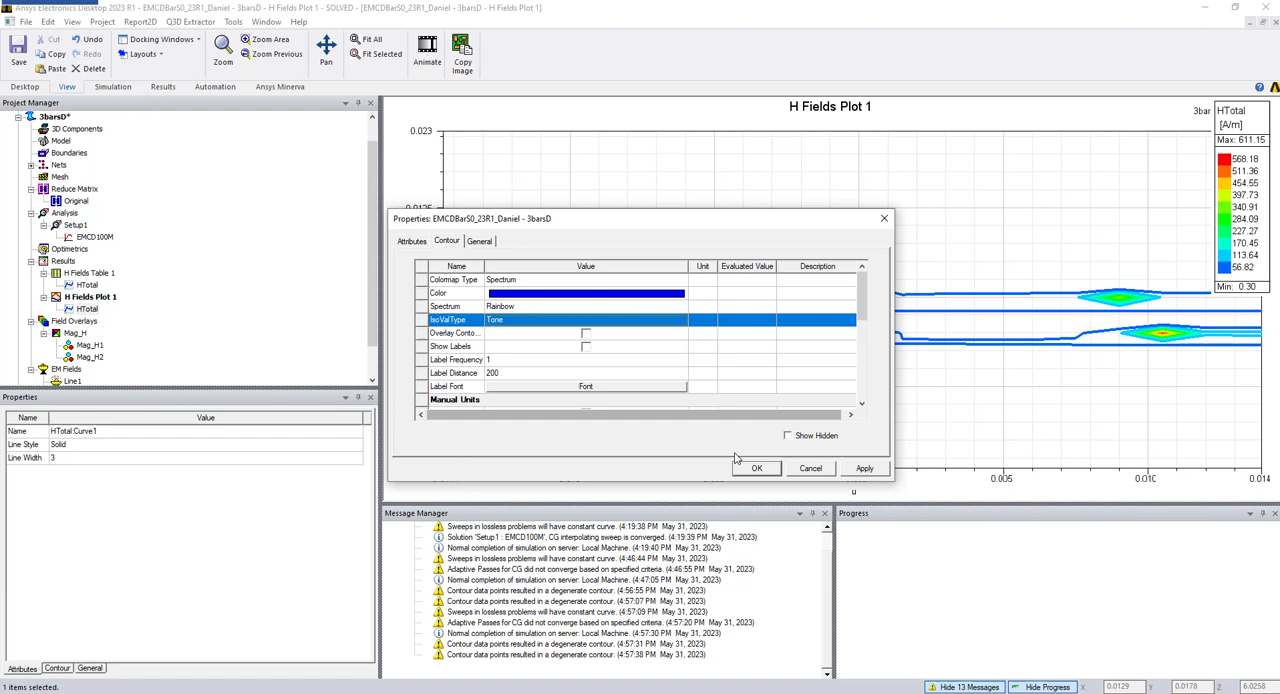 Ansys Electronics Desktop 2023 R1 - EMCDBarS0_23R1_Daniel - 3barsD - SOLVED - [EMCDBarS0_23R1_Daniel - 3barsD - H Fields Plot 1]
File Edit View Project Report2D Q3D Extractor Tools Window Help
Save Cut Copy Paste Undo Redo Delete Docking Windows Layouts Zoom Zoom Area Zoom Previous Pan Fit All Fit Selected Animate Copy Image
Desktop View Simulation Results Automation Ansys Minerva
Project Manager
3barsD*
3D Components
Model
Boundaries
Nets
Mesh
Reduce Matrix
Original
Analysis
Setup1
EMCD100M
Optimetrics
Results
H Fields Table 1
HTotal
H Fields Plot 1
HTotal
Field Overlays
Mag_H
Mag_H1
Mag_H2
EM Fields
Line1
Properties
Name Value
Name HTotal:Curve1
Line Style Solid
Line Width 3
Attributes Contour General
H Fields Plot 1
0.023
3bar
HTotal
[A/m]
Max: 611.15
568.18
511.36
454.55
397.73
340.91
284.09
227.27
170.45
113.64
56.82
Min: 0.30
0.005 0.010 0.014
u
Properties: EMCDBarS0_23R1_Daniel - 3barsD
Attributes Contour General
Name Value Unit Evaluated Value Description
Colormap Type Spectrum
Color
Spectrum Rainbow
IsoValType Tone
Overlay Conto...
Show Labels
Label Frequency 1
Label Distance 200
Label Font Font
Manual Units
Show Hidden
OK Cancel Apply
Message Manager
Sweeps in lossless problems will have constant curve. (4:19:38 PM May 31, 2023)
Solution 'Setup1 : EMCD100M', CG interpolating sweep is converged. (4:19:39 PM May 31, 2023)
Normal completion of simulation on server: Local Machine. (4:19:40 PM May 31, 2023)
Sweeps in lossless problems will have constant curve. (4:46:44 PM May 31, 2023)
Adaptive Passes for CG did not converge based on specified criteria. (4:46:55 PM May 31, 2023)
Normal completion of simulation on server: Local Machine. (4:47:05 PM May 31, 2023)
Contour data points resulted in a degenerate contour. (4:56:55 PM May 31, 2023)
Contour data points resulted in a degenerate contour. (4:57:07 PM May 31, 2023)
Sweeps in lossless problems will have constant curve. (4:57:09 PM May 31, 2023)
Adaptive Passes for CG did not converge based on specified criteria. (4:57:20 PM May 31, 2023)
Normal completion of simulation on server: Local Machine. (4:57:30 PM May 31, 2023)
Contour data points resulted in a degenerate contour. (4:57:31 PM May 31, 2023)
Contour data points resulted in a degenerate contour. (4:57:38 PM May 31, 2023)
Progress
1 items selected.
Hide 13 Messages Hide Progress X 0.0129 Y 0.0178 Z 6.0258